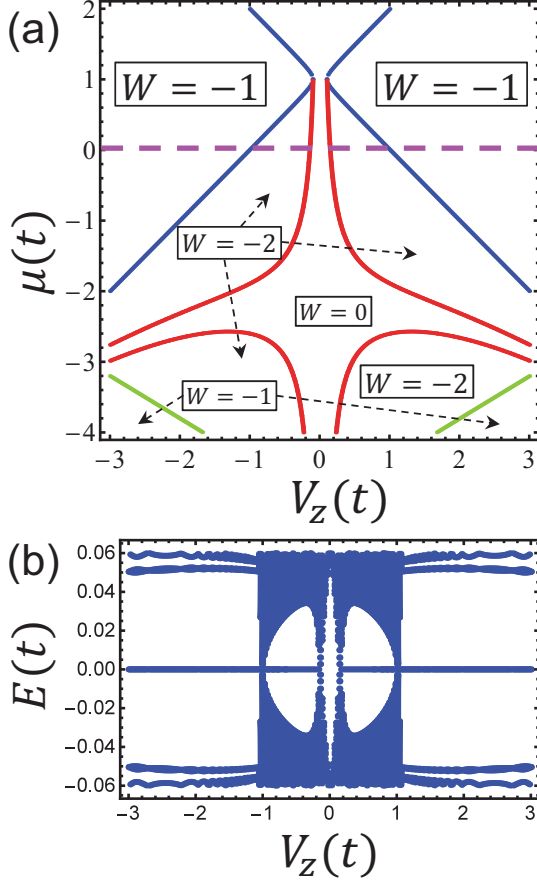 (a)
W = −1
W = −1
W = −2
W = 0
W = −1
W = −2
μ(t)
2
1
0
−1
−2
−3
−4
−3
−2
−1
0
1
2
3
V_z(t)
(b)
E(t)
0.06
0.04
0.02
0.00
−0.02
−0.04
−0.06
−3
−2
−1
0
1
2
3
V_z(t)